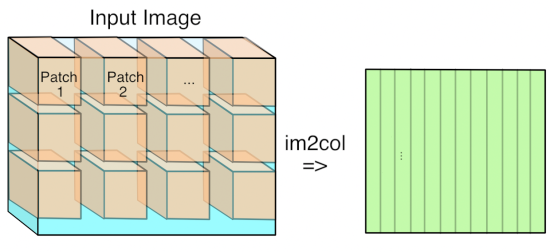 Input Image
Patch
1
Patch
2
...
im2col
=>
...